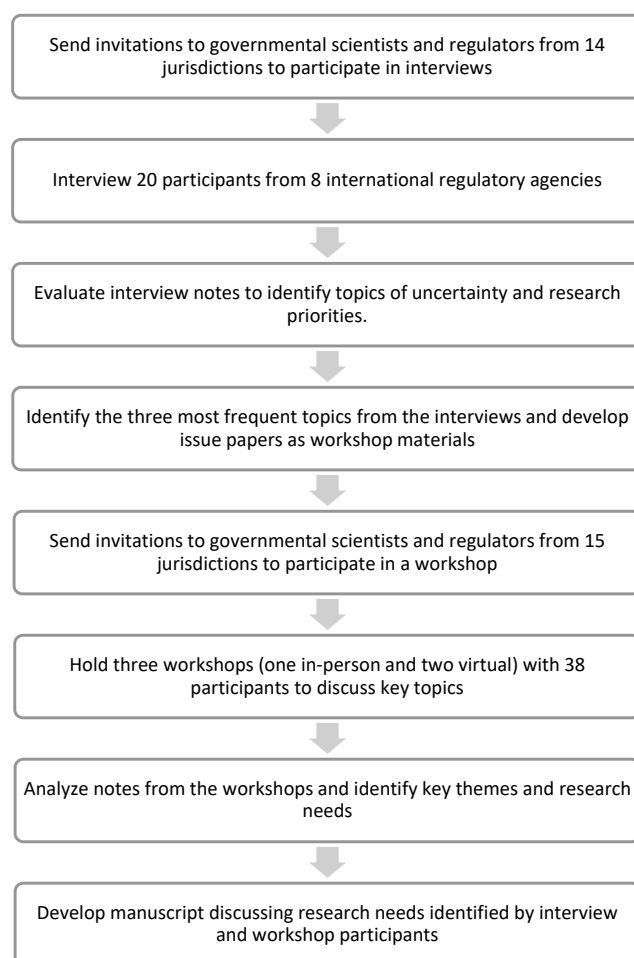 Send invitations to governmental scientists and regulators from 14
jurisdictions to participate in interviews
Interview 20 participants from 8 international regulatory agencies
Evaluate interview notes to identify topics of uncertainty and research
priorities.
Identify the three most frequent topics from the interviews and develop
issue papers as workshop materials
Send invitations to governmental scientists and regulators from 15
jurisdictions to participate in a workshop
Hold three workshops (one in-person and two virtual) with 38
participants to discuss key topics
Analyze notes from the workshops and identify key themes and research
needs
Develop manuscript discussing research needs identified by interview
and workshop participants